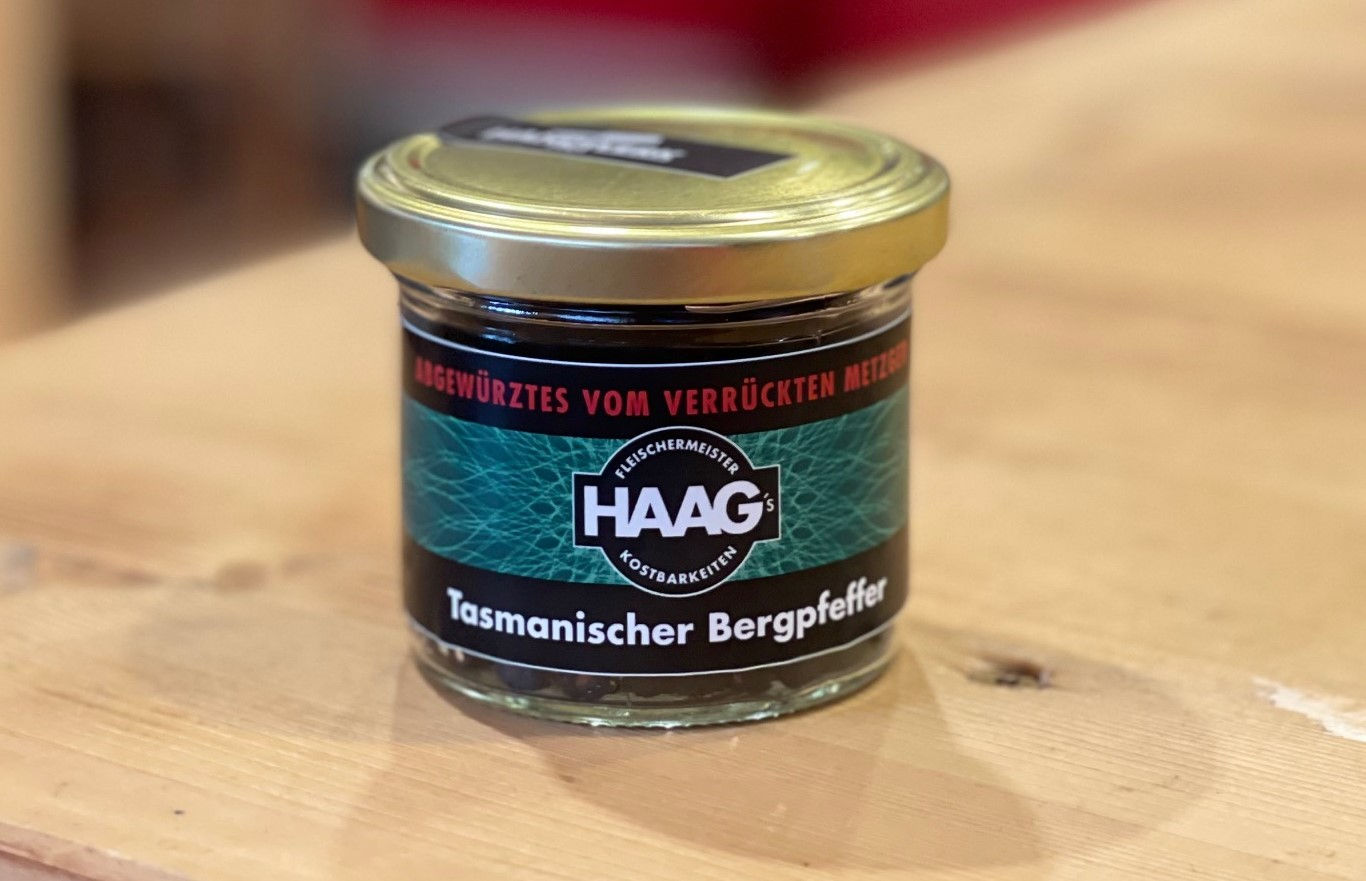 ABGEWÜRZTES VOM VERRÜCKTEN METZGER
FLEISCHERMEISTER
HAAG´s
KOSTBARKEITEN
Tasmanischer Bergpfeffer